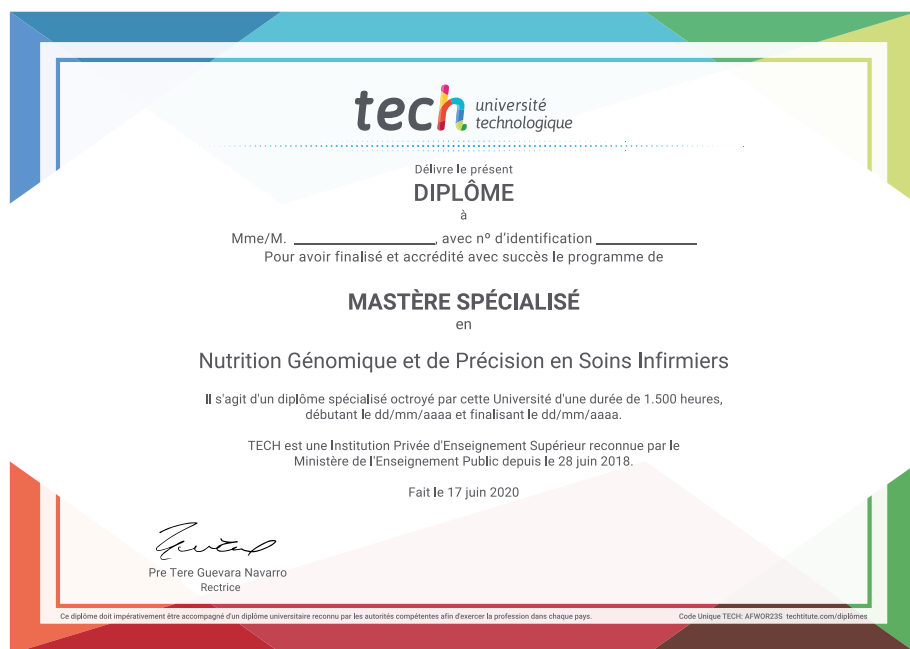 tech université
technologique
Délivre le présent
DIPLÔME
à
Mme/M. ______________, avec nº d'identification __________
Pour avoir finalisé et accrédité avec succès le programme de
MASTÈRE SPÉCIALISÉ
en
Nutrition Génomique et de Précision en Soins Infirmiers
Il s'agit d'un diplôme spécialisé octroyé par cette Université d'une durée de 1.500 heures,
débutant le dd/mm/aaaa et finalisant le dd/mm/aaaa.
TECH est une Institution Privée d'Enseignement Supérieur reconnue par le
Ministère de l'Enseignement Public depuis le 28 juin 2018.
Fait le 17 juin 2020
Pre Tere Guevara Navarro
Rectrice
Ce diplôme doit impérativement être accompagné d'un diplôme universitaire reconnu par les autorités compétentes afin d'exercer la profession dans chaque pays.
Code Unique TECH: AFWOR23S techtitute.com/diplômes